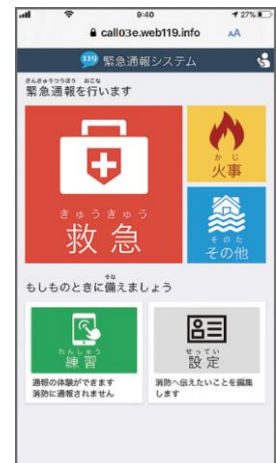 9:40
27%
call03e.web119.info
AA
119 緊急通報システム
きんきゅうつうほう おこな
緊急通報を行います
きゅうきゅう
救急
かじ
火事
そのた
その他
そな
もしものときに備えましょう
れんしゅう
練習
通報の体験ができます
消防に通報されません
せってい
設定
消防へ伝えたいことを編集
します